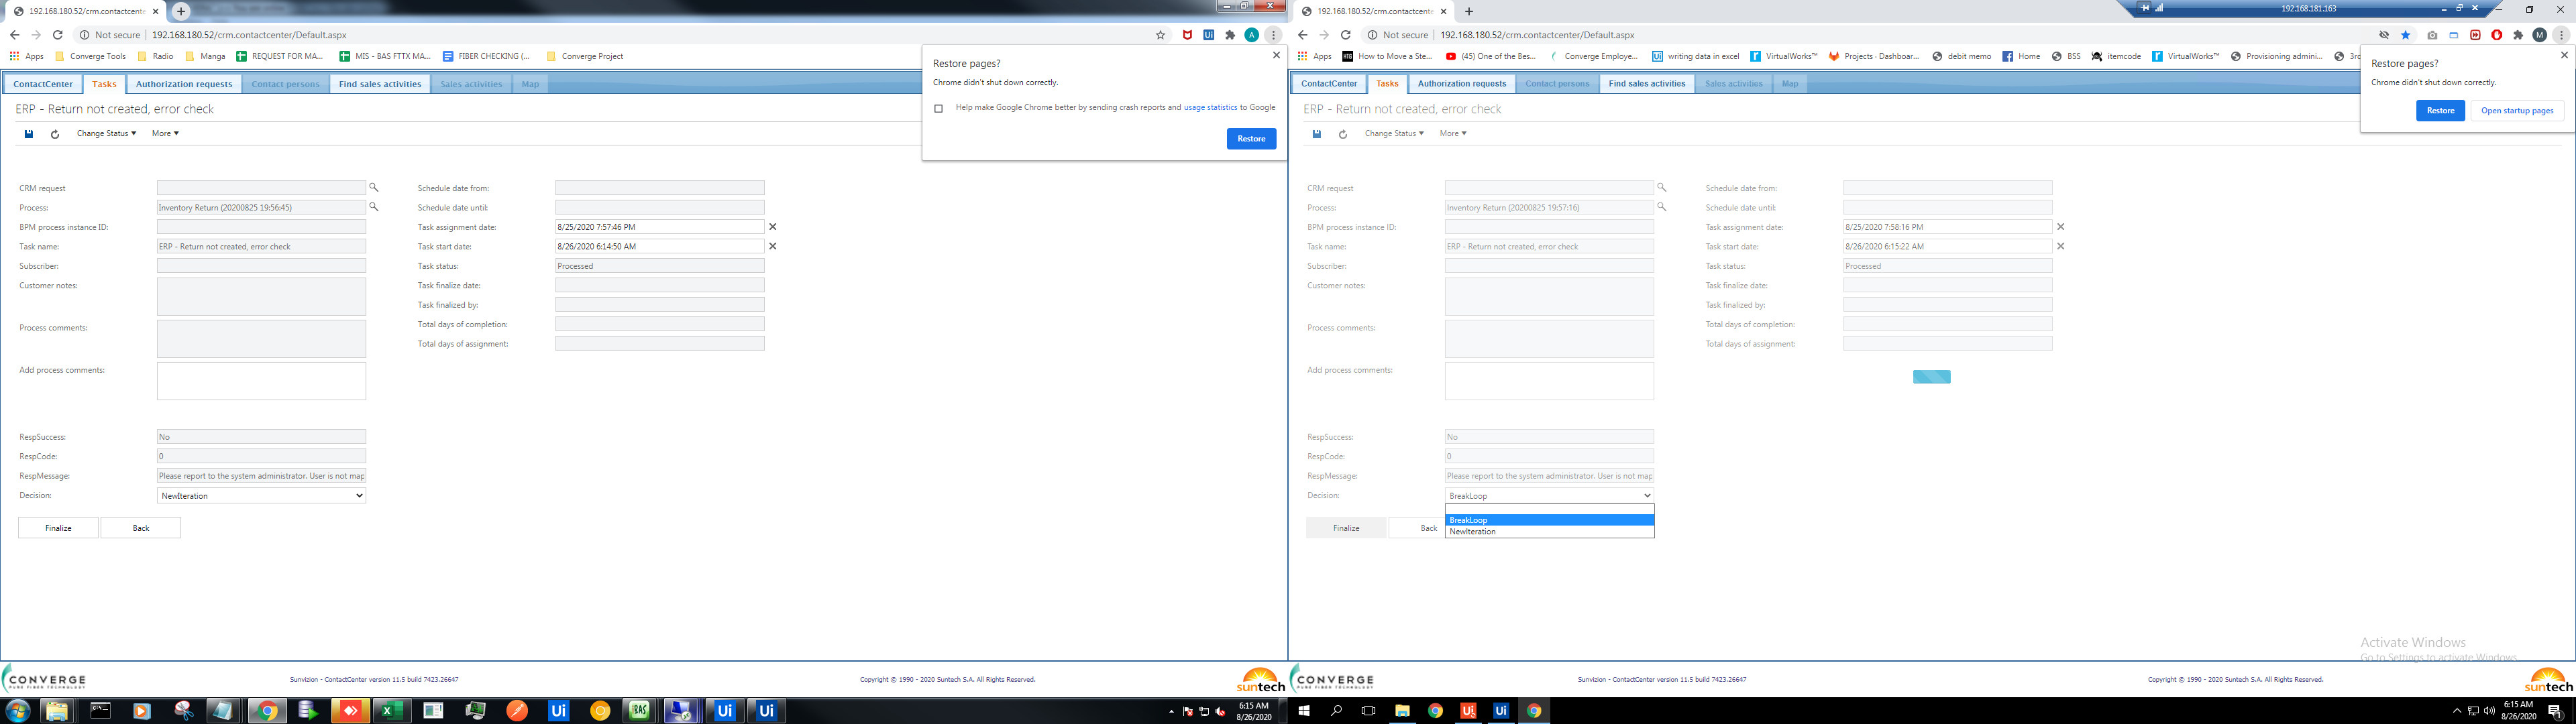 192.168.180.52/crm.contactcenter
Not secure 192.168.180.52/crm.contactcenter/Default.aspx
A
Apps Converge Tools Radio Manga REQUEST FOR MA... MIS - BAS FTTX MA... FIBER CHECKING (... Converge Project
Restore pages?
Chrome didn't shut down correctly.
Help make Google Chrome better by sending crash reports and usage statistics to Google
Restore
ContactCenter Tasks Authorization requests Contact persons Find sales activities Sales activities Map
ERP - Return not created, error check
Change Status More
CRM request
Process: Inventory Return (20200825 19:56:45)
BPM process instance ID:
Task name: ERP - Return not created, error check
Subscriber:
Customer notes:
Process comments:
Add process comments:
Schedule date from:
Schedule date until:
Task assignment date: 8/25/2020 7:57:46 PM
Task start date: 8/26/2020 6:14:50 AM
Task status: Processed
Task finalize date:
Task finalized by:
Total days of completion:
Total days of assignment:
RespSuccess: No
RespCode: 0
RespMessage: Please report to the system administrator. User is not map
Decision: NewIteration
Finalize Back
CONVERGE
PURE FIBER TECHNOLOGY
Sunvizion - ContactCenter version 11.5 build 7423.26647
Copyright © 1990 - 2020 Suntech S.A. All Rights Reserved.
suntech
6:15 AM
8/26/2020
192.168.180.52/crm.contactcenter
192.168.181.163
Not secure 192.168.180.52/crm.contactcenter/Default.aspx
M
Apps How to Move a Ste... (45) One of the Bes... Converge Employe... writing data in excel VirtualWorks™ Projects - Dashboar... debit memo Home BSS itemcode VirtualWorks™ Provisioning admini...
Restore pages?
Chrome didn't shut down correctly.
Restore Open startup pages
ContactCenter Tasks Authorization requests Contact persons Find sales activities Sales activities Map
ERP - Return not created, error check
Change Status More
CRM request
Process: Inventory Return (20200825 19:57:16)
BPM process instance ID:
Task name: ERP - Return not created, error check
Subscriber:
Customer notes:
Process comments:
Add process comments:
Schedule date from:
Schedule date until:
Task assignment date: 8/25/2020 7:58:16 PM
Task start date: 8/26/2020 6:15:22 AM
Task status: Processed
Task finalize date:
Task finalized by:
Total days of completion:
Total days of assignment:
RespSuccess: No
RespCode: 0
RespMessage: Please report to the system administrator. User is not map
Decision: BreakLoop
BreakLoop
NewIteration
Finalize Back
Activate Windows
Go to Settings to activate Windows.
CONVERGE
PURE FIBER TECHNOLOGY
Sunvizion - ContactCenter version 11.5 build 7423.26647
Copyright © 1990 - 2020 Suntech S.A. All Rights Reserved.
suntech
6:15 AM
8/26/2020